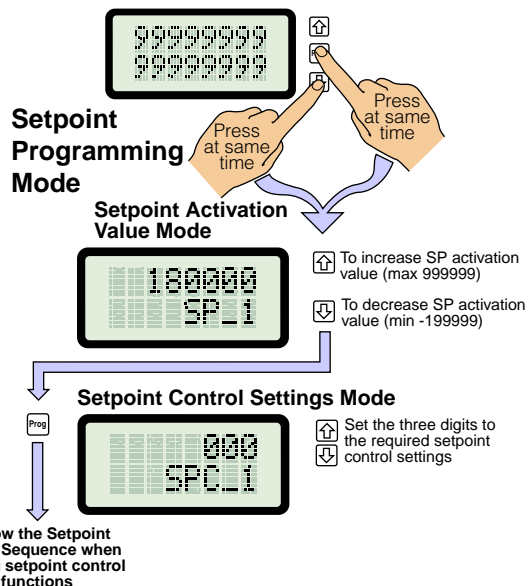 99999999
99999999
Press
at same
time
Press
at same
time
Setpoint
Programming
Mode
Setpoint Activation
Value Mode
180000
SP_1
To increase SP activation
value (max 999999)
To decrease SP activation
value (min -199999)
Setpoint Control Settings Mode
Prog
000
SPC_1
Set the three digits to
the required setpoint
control settings
the Setpoint
Sequence when
setpoint control
functions